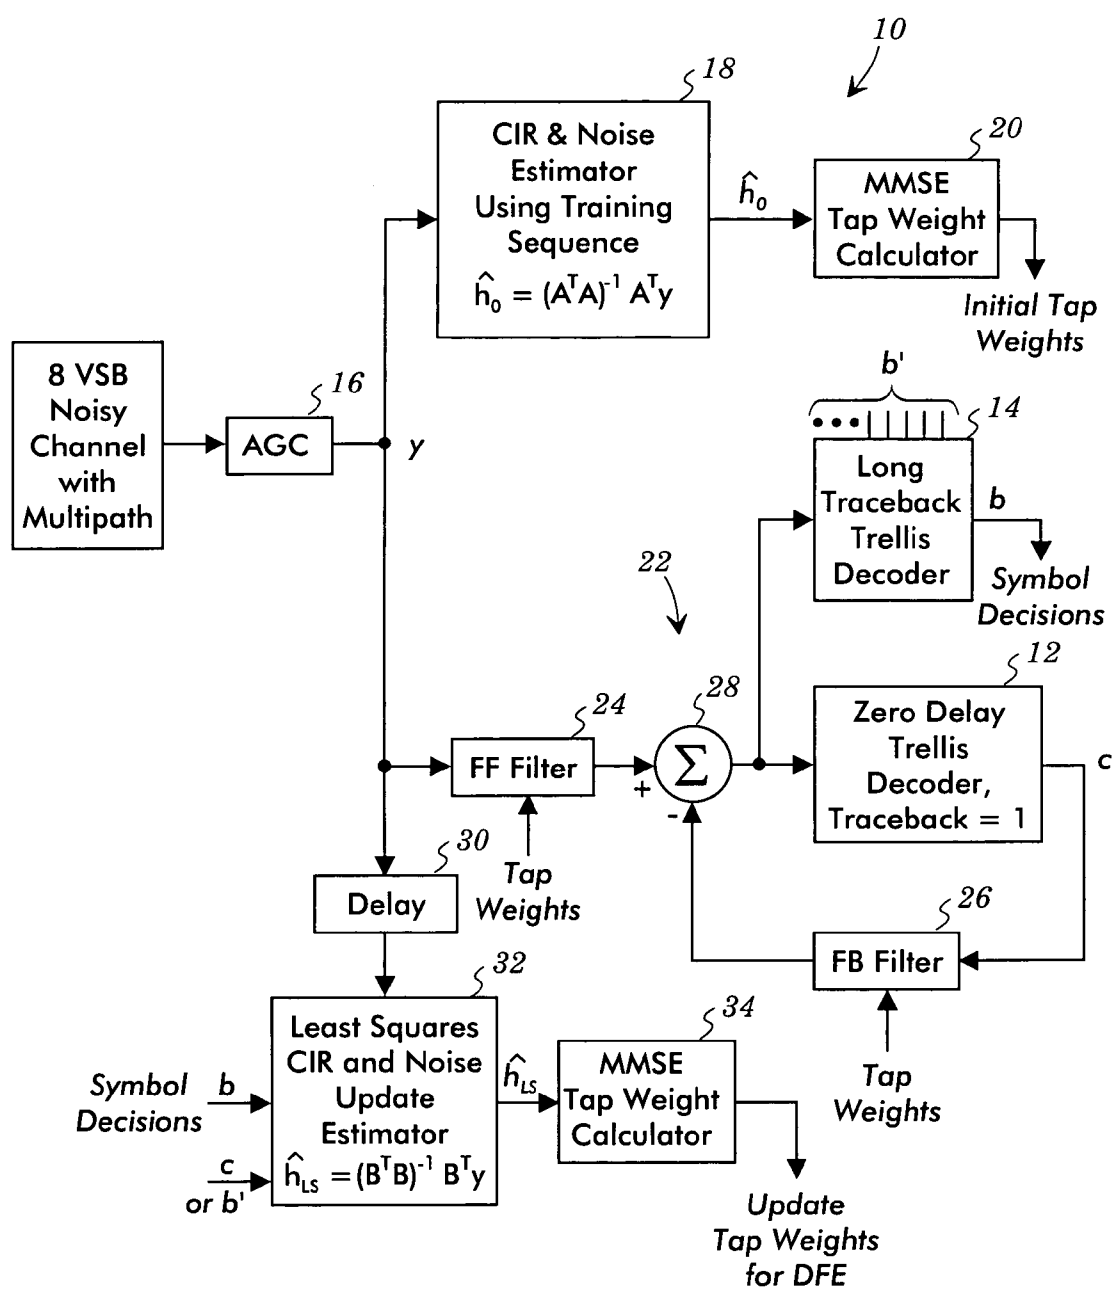 10
18
CIR & Noise
Estimator
Using Training
Sequence
ĥ₀ = (AᵀA)⁻¹ Aᵀy
ĥ₀
20
MMSE
Tap Weight
Calculator
Initial Tap
Weights
8 VSB
Noisy
Channel
with
Multipath
16
AGC
y
b'
14
Long
Traceback
Trellis
Decoder
b
Symbol
Decisions
22
12
Zero Delay
Trellis
Decoder,
Traceback = 1
c
24
FF Filter
Tap
Weights
28
Σ
+
-
26
FB Filter
Tap
Weights
30
Delay
32
Least Squares
CIR and Noise
Update
Estimator
ĥLS = (BᵀB)⁻¹ Bᵀy
Symbol
Decisions
b
c
or b'
ĥLS
34
MMSE
Tap Weight
Calculator
Update
Tap Weights
for DFE